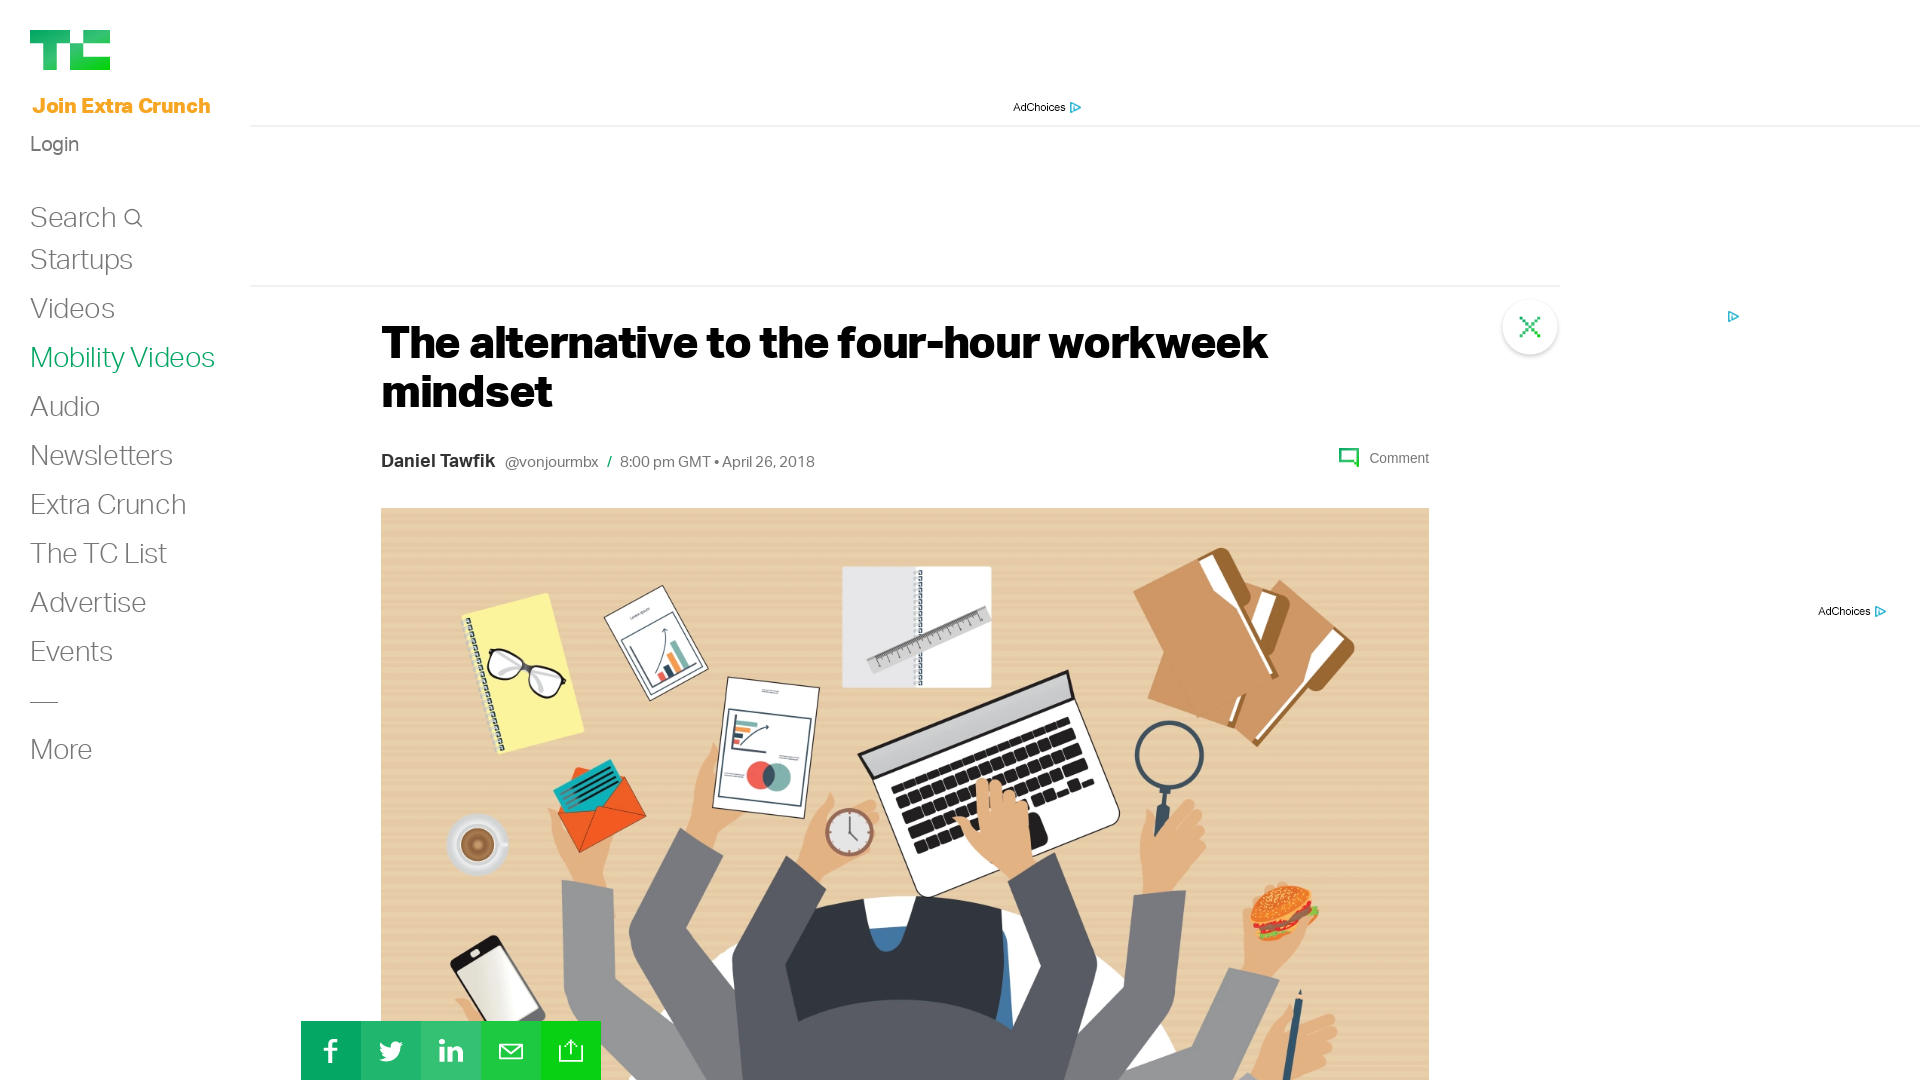 TC
Join Extra Crunch
Login
Search
Startups
Videos
Mobility Videos
Audio
Newsletters
Extra Crunch
The TC List
Advertise
Events
More
AdChoices
The alternative to the four-hour workweek
mindset
Daniel Tawfik @vonjourmbx / 8:00 pm GMT • April 26, 2018
Comment
AdChoices